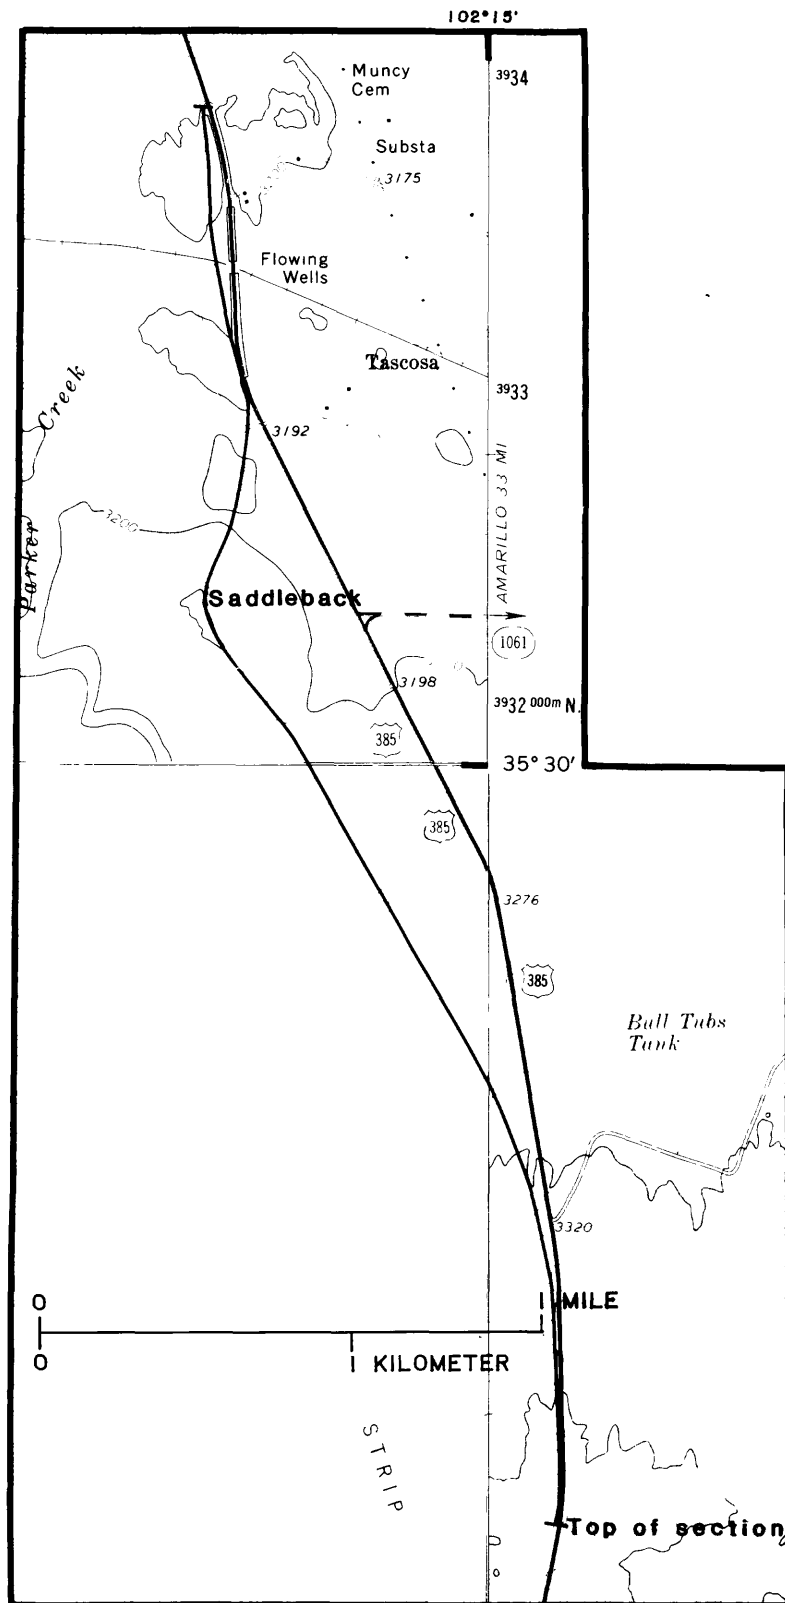 102°15'
Muncy
Cem
3934
Substa
3175
Flowing
Wells
Tascosa
3933
Creek
3192
AMARILLO 33 MI
3200
Parker
Saddleback
1061
3198
3932 000m N.
385
35° 30'
385
3276
385
Bull Tubs
Tank
3320
0
1 MILE
0
1 KILOMETER
STRIP
Top of section